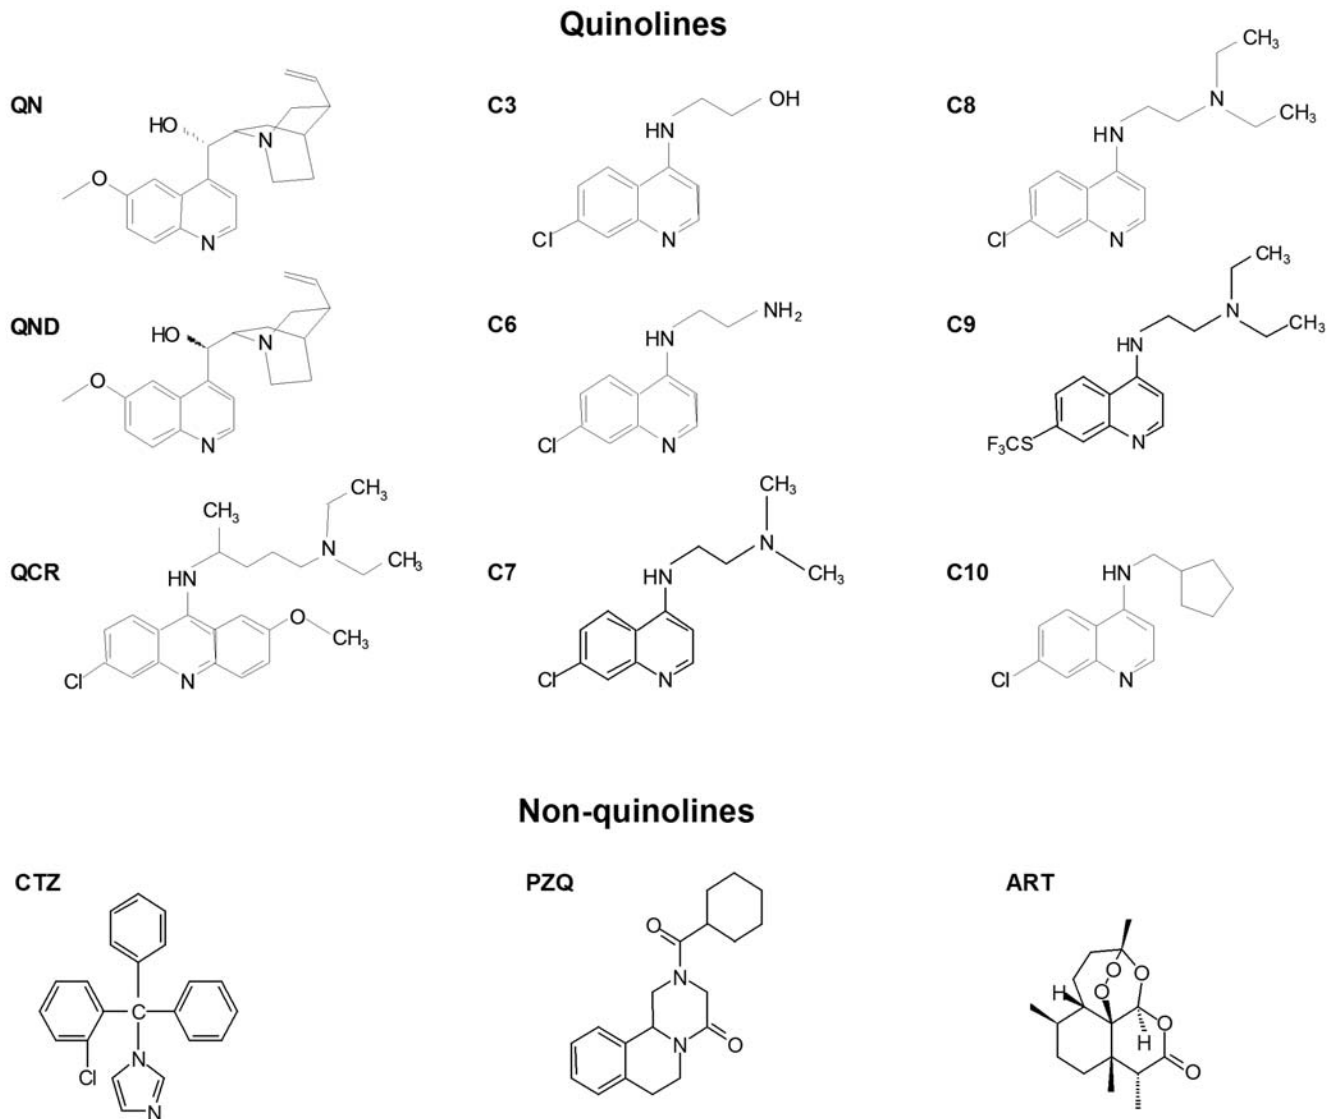 Quinolines
QN
HO
N
O
N
C3
OH
HN
Cl
N
C8
CH3
N
CH3
HN
Cl
N
QND
HO
N
O
N
C6
NH2
HN
Cl
N
C9
CH3
N
CH3
HN
F3CS
N
QCR
CH3
CH3
N
CH3
HN
O
CH3
Cl
N
C7
CH3
N
CH3
HN
Cl
N
C10
HN
Cl
N
Non-quinolines
CTZ
C
Cl
N
N
PZQ
O
N
N
O
ART
O
O
O
H
O
H
O